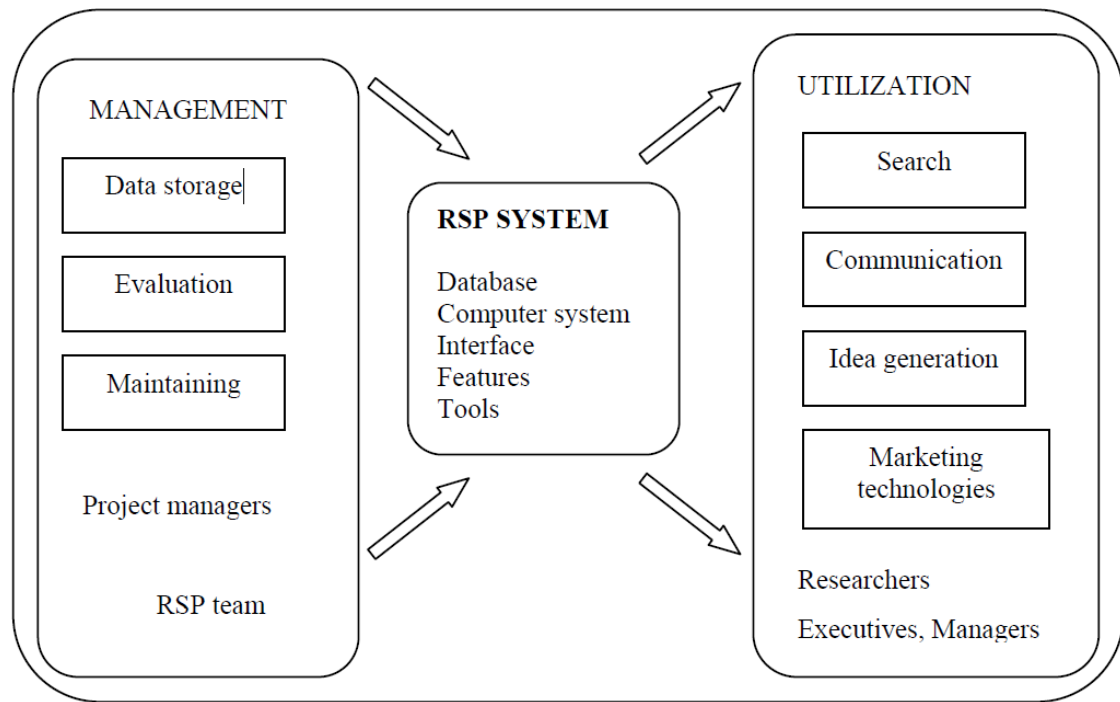 MANAGEMENT
Data storage
Evaluation
Maintaining
Project managers
RSP team
RSP SYSTEM
Database
Computer system
Interface
Features
Tools
UTILIZATION
Search
Communication
Idea generation
Marketing
technologies
Researchers
Executives, Managers